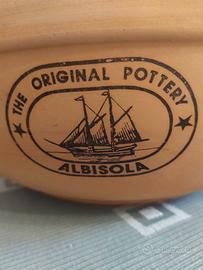 THE ORIGINAL POTTERY
ALBISOLA